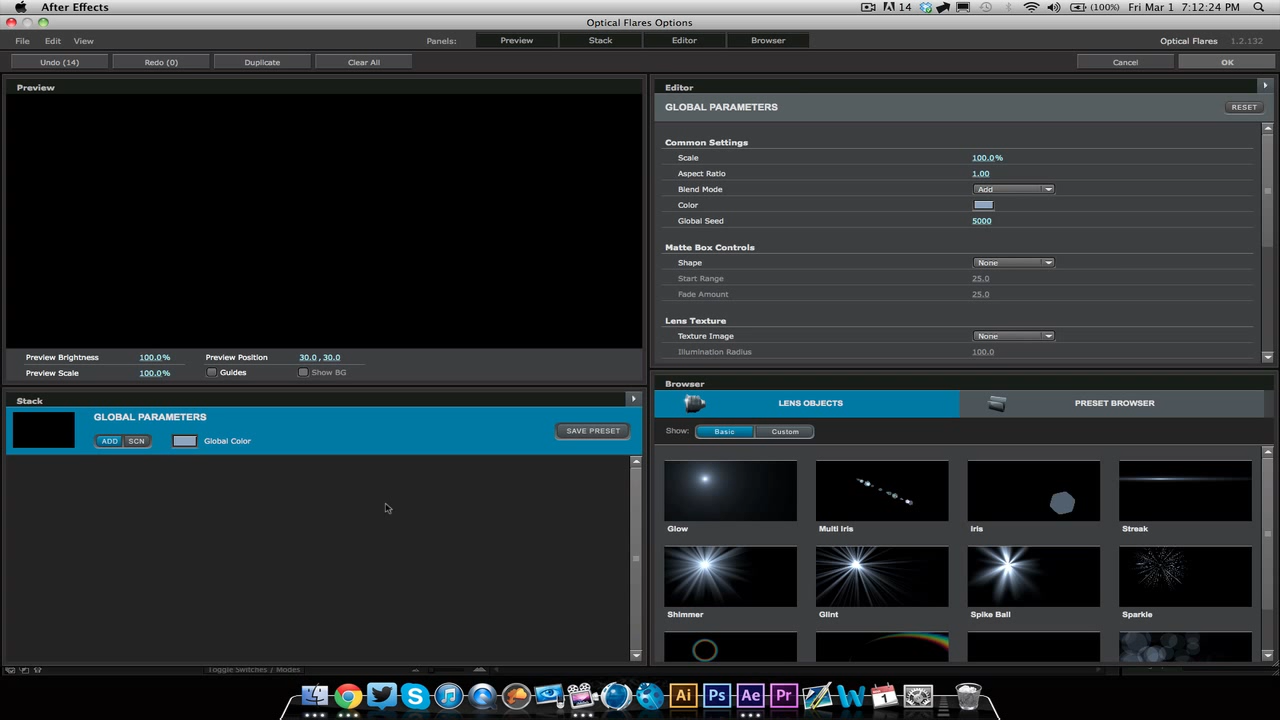 After Effects
14
(100%)
Fri Mar 1 7:12:24 PM
Optical Flares Options
File Edit View
Panels: Preview Stack Editor Browser
Optical Flares 1.2.132
Undo (14) Redo (0) Duplicate Clear All
Cancel OK
Preview
Preview Brightness 100.0% Preview Position 30.0 , 30.0
Preview Scale 100.0% Guides Show BG
Stack
GLOBAL PARAMETERS
ADD SCN Global Color
SAVE PRESET
Editor
GLOBAL PARAMETERS RESET
Common Settings
Scale 100.0%
Aspect Ratio 1.00
Blend Mode Add
Color
Global Seed 5000
Matte Box Controls
Shape None
Start Range 25.0
Fade Amount 25.0
Lens Texture
Texture Image None
Illumination Radius 100.0
Browser
LENS OBJECTS PRESET BROWSER
Show: Basic Custom
Glow Multi Iris Iris Streak
Shimmer Glint Spike Ball Sparkle
Toggle Switches / Modes
Ai Ps Ae Pr W 1